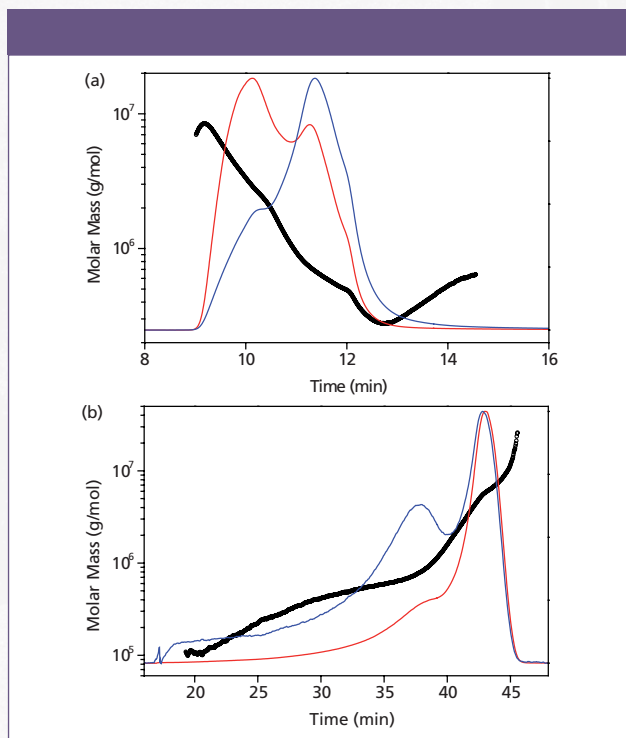 (a)
10⁷
10⁶
Molar Mass (g/mol)
8 10 12 14 16
Time (min)
(b)
10⁷
10⁶
10⁵
Molar Mass (g/mol)
20 25 30 35 40 45
Time (min)